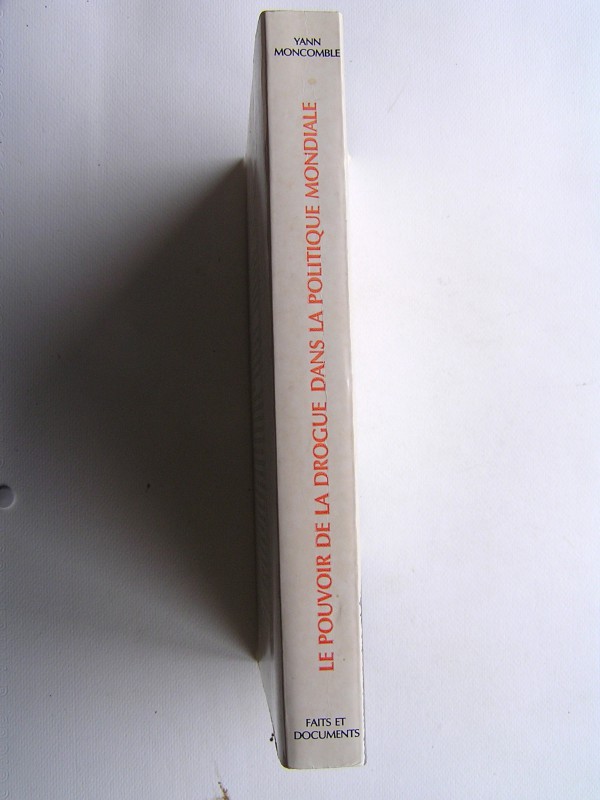 YANN
MONCOMBLE
LE POUVOIR DE LA DROGUE DANS LA POLITIQUE MONDIALE
FAITS ET
DOCUMENTS